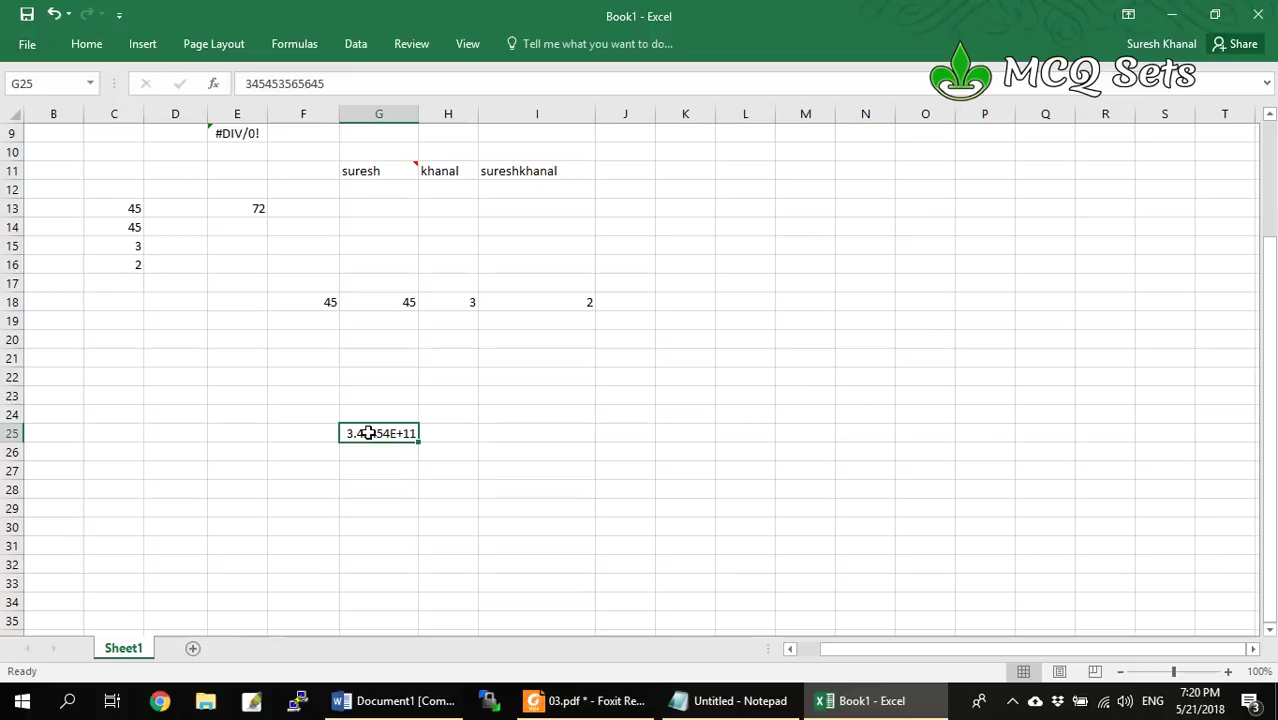 Book1 - Excel
File Home Insert Page Layout Formulas Data Review View Tell me what you want to do... Suresh Khanal Share
MCQ Sets
G25 fx 345453565645
B C D E F G H I J K L M N O P Q R S T
9 #DIV/0!
10
11 suresh khanal sureshkhanal
12
13 45 72
14 45
15 3
16 2
17
18 45 45 3 2
19
20
21
22
23
24
25 54E+11
26
27
28
29
30
31
32
33
34
35
Sheet1
Ready 100%
Document1 [Com... 03.pdf * - Foxit Re... Untitled - Notepad Book1 - Excel ENG 7:20 PM
5/21/2018 3